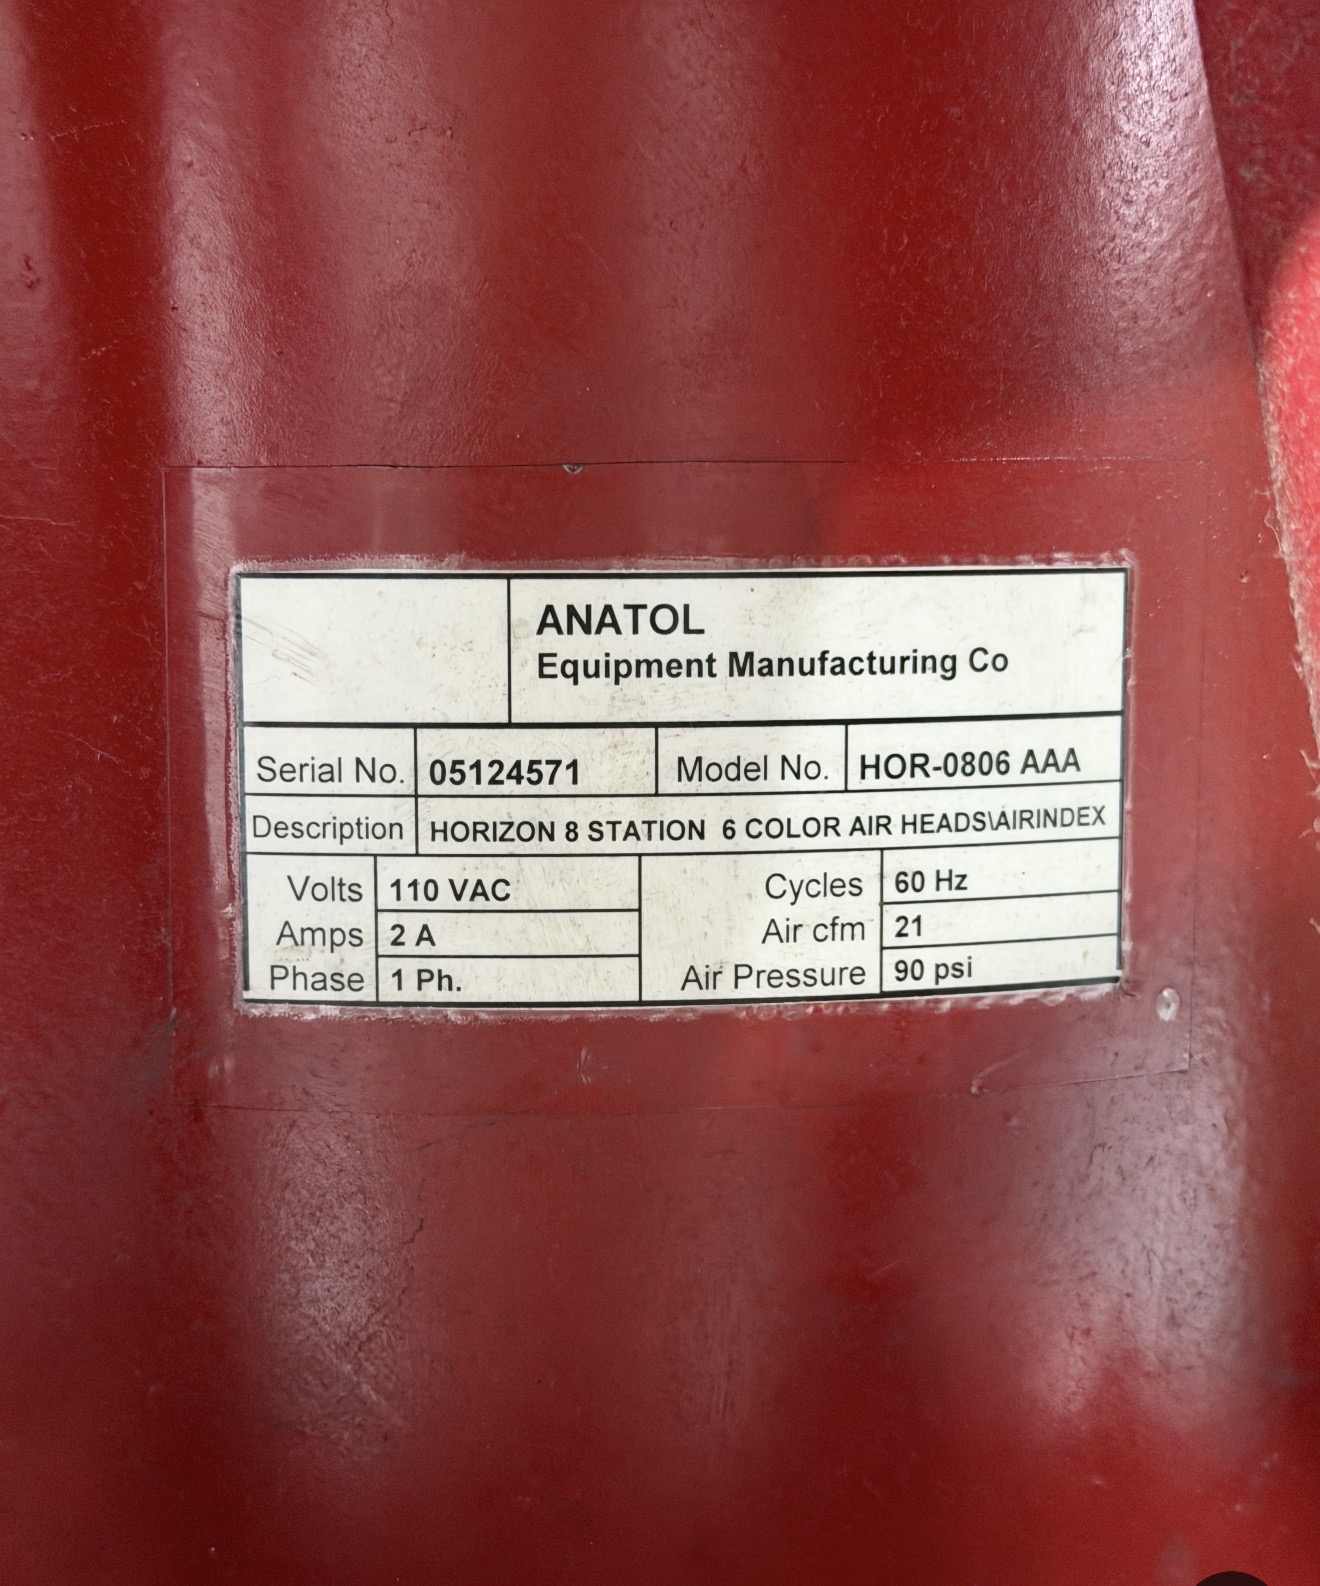 ANATOL
Equipment Manufacturing Co
Serial No. 05124571 Model No. HOR-0806 AAA
Description HORIZON 8 STATION 6 COLOR AIR HEADS\AIRINDEX
Volts 110 VAC Cycles 60 Hz
Amps 2 A Air cfm 21
Phase 1 Ph. Air Pressure 90 psi